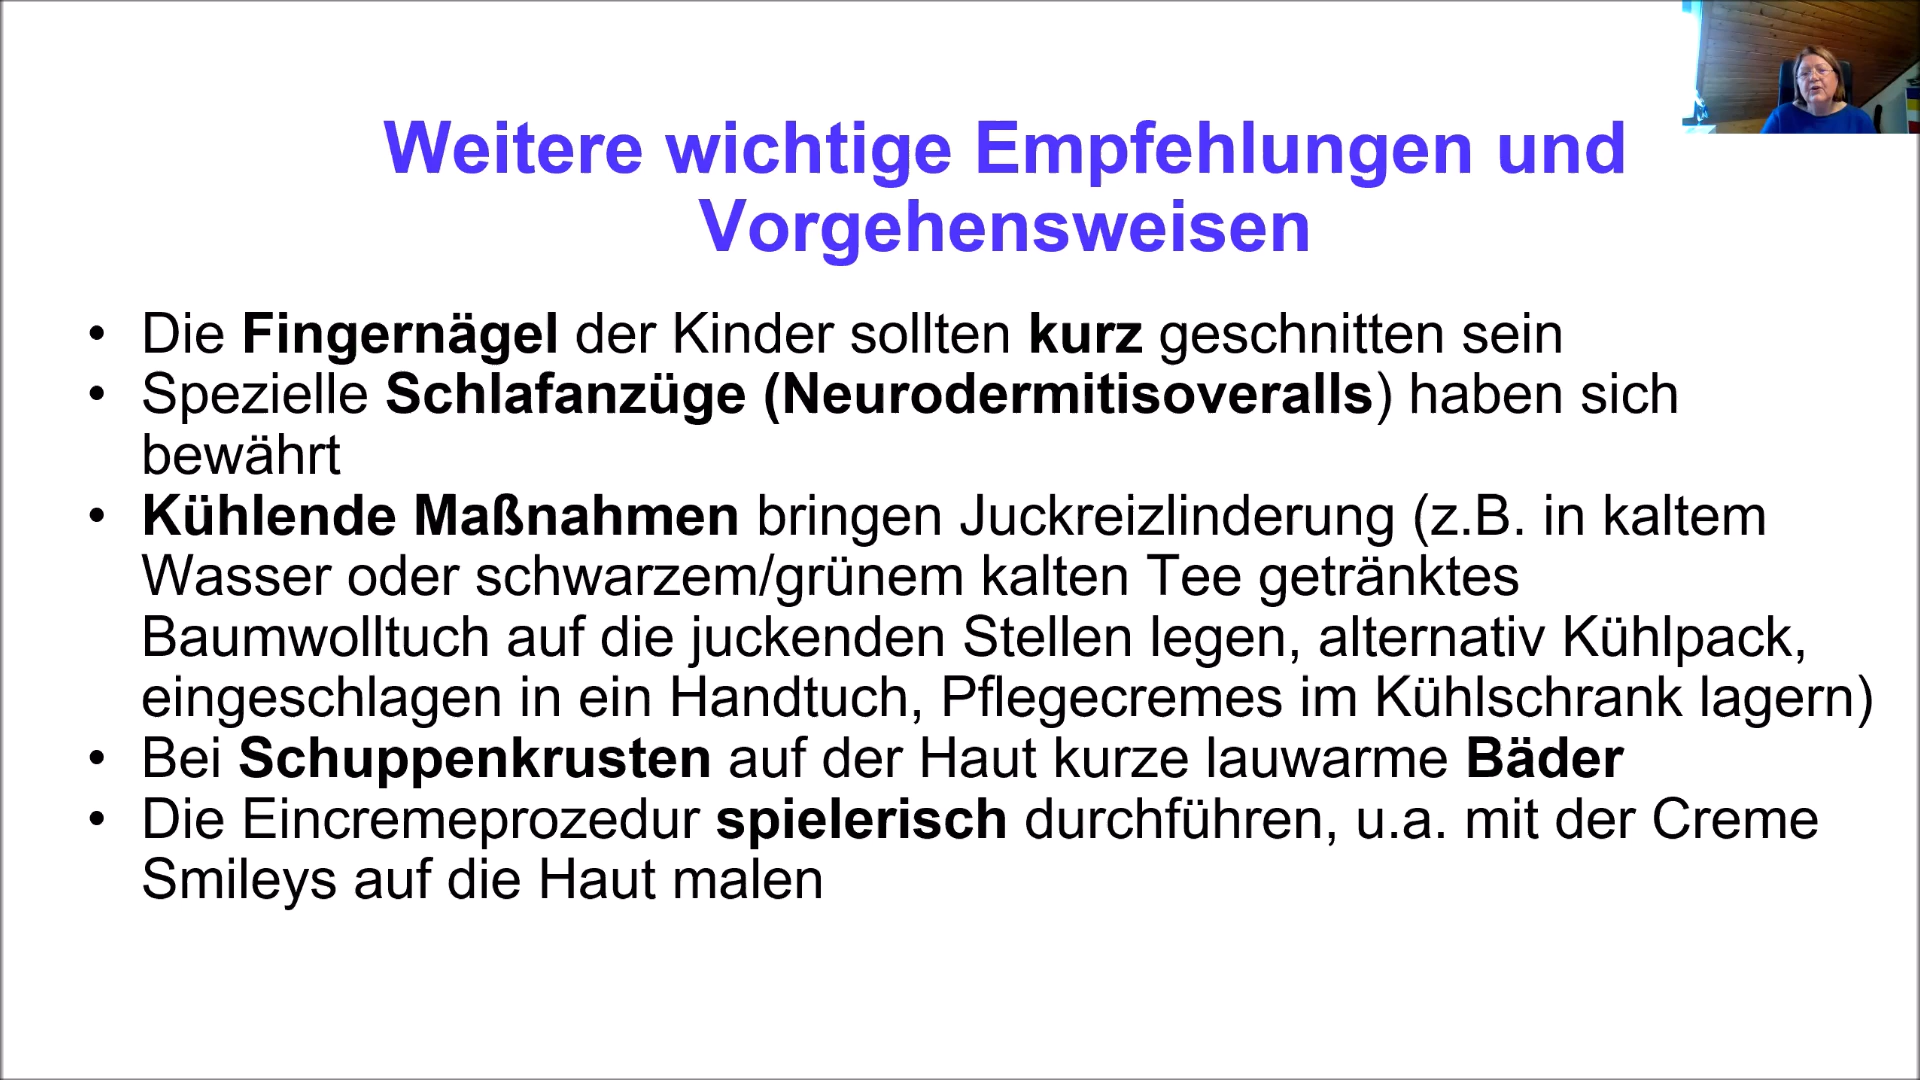 Weitere wichtige Empfehlungen und
Vorgehensweisen
• Die Fingernägel der Kinder sollten kurz geschnitten sein
• Spezielle Schlafanzüge (Neurodermitisoveralls) haben sich
bewährt
• Kühlende Maßnahmen bringen Juckreizlinderung (z.B. in kaltem
Wasser oder schwarzem/grünem kalten Tee getränktes
Baumwolltuch auf die juckenden Stellen legen, alternativ Kühlpack,
eingeschlagen in ein Handtuch, Pflegecremes im Kühlschrank lagern)
• Bei Schuppenkrusten auf der Haut kurze lauwarme Bäder
• Die Eincremeprozedur spielerisch durchführen, u.a. mit der Creme
Smileys auf die Haut malen